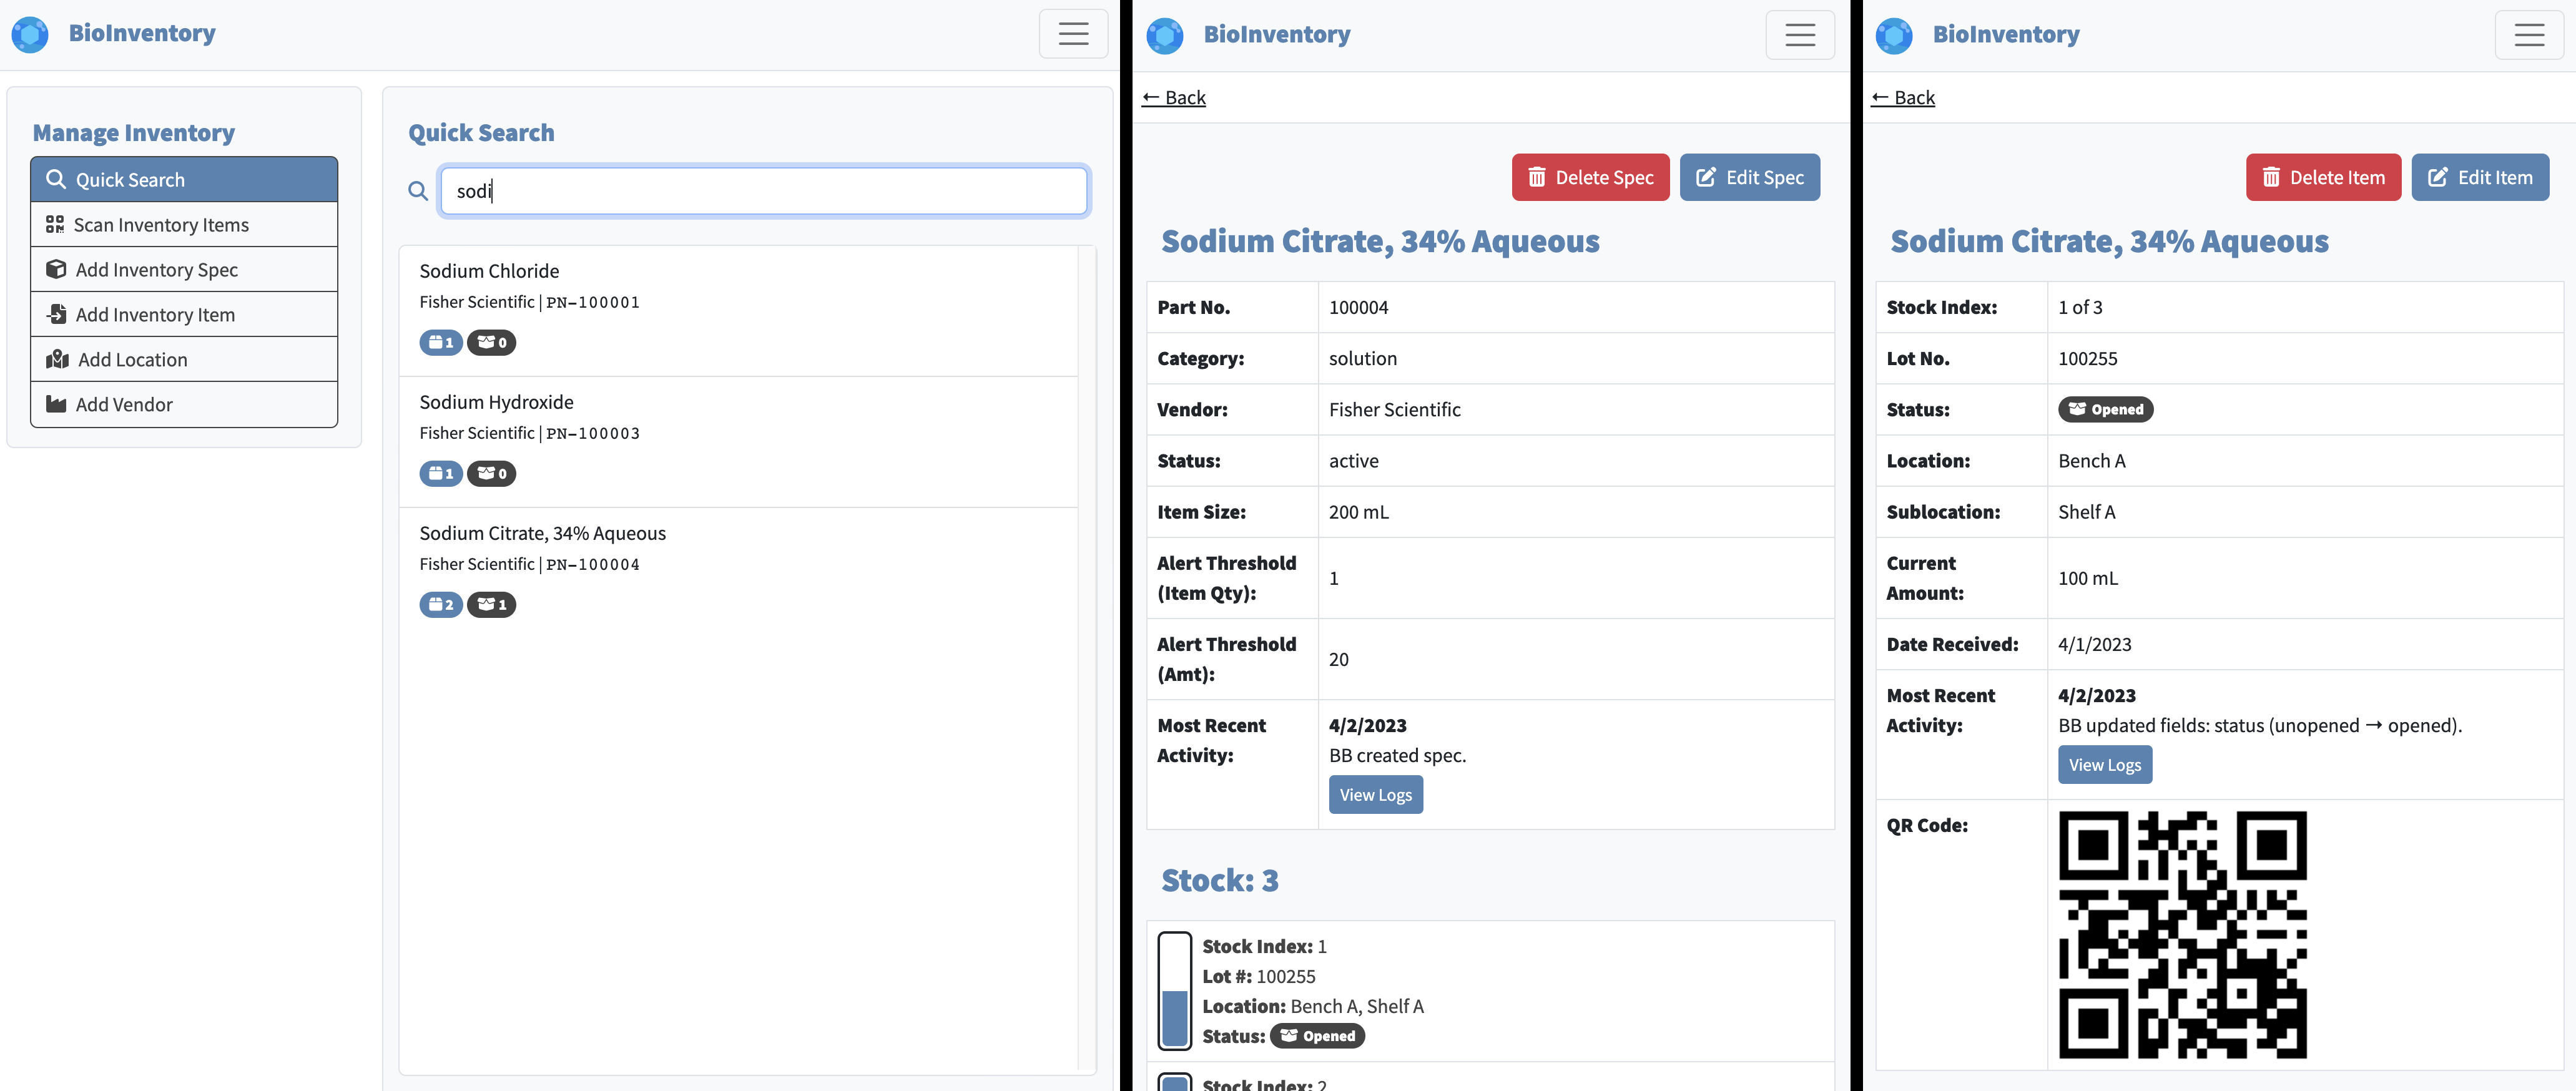 BioInventory
Manage Inventory
Quick Search
Scan Inventory Items
Add Inventory Spec
Add Inventory Item
Add Location
Add Vendor
Quick Search
sodi
Sodium Chloride
Fisher Scientific | PN-100001
1 0
Sodium Hydroxide
Fisher Scientific | PN-100003
1 0
Sodium Citrate, 34% Aqueous
Fisher Scientific | PN-100004
2 1
BioInventory
← Back
Delete Spec Edit Spec
Sodium Citrate, 34% Aqueous
Part No. 100004
Category: solution
Vendor: Fisher Scientific
Status: active
Item Size: 200 mL
Alert Threshold
(Item Qty):
1
Alert Threshold
(Amt):
20
Most Recent
Activity:
4/2/2023
BB created spec.
View Logs
Stock: 3
Stock Index: 1
Lot #: 100255
Location: Bench A, Shelf A
Status: Opened
Stock Index: 2
BioInventory
← Back
Delete Item Edit Item
Sodium Citrate, 34% Aqueous
Stock Index: 1 of 3
Lot No. 100255
Status: Opened
Location: Bench A
Sublocation: Shelf A
Current
Amount:
100 mL
Date Received: 4/1/2023
Most Recent
Activity:
4/2/2023
BB updated fields: status (unopened → opened).
View Logs
QR Code: